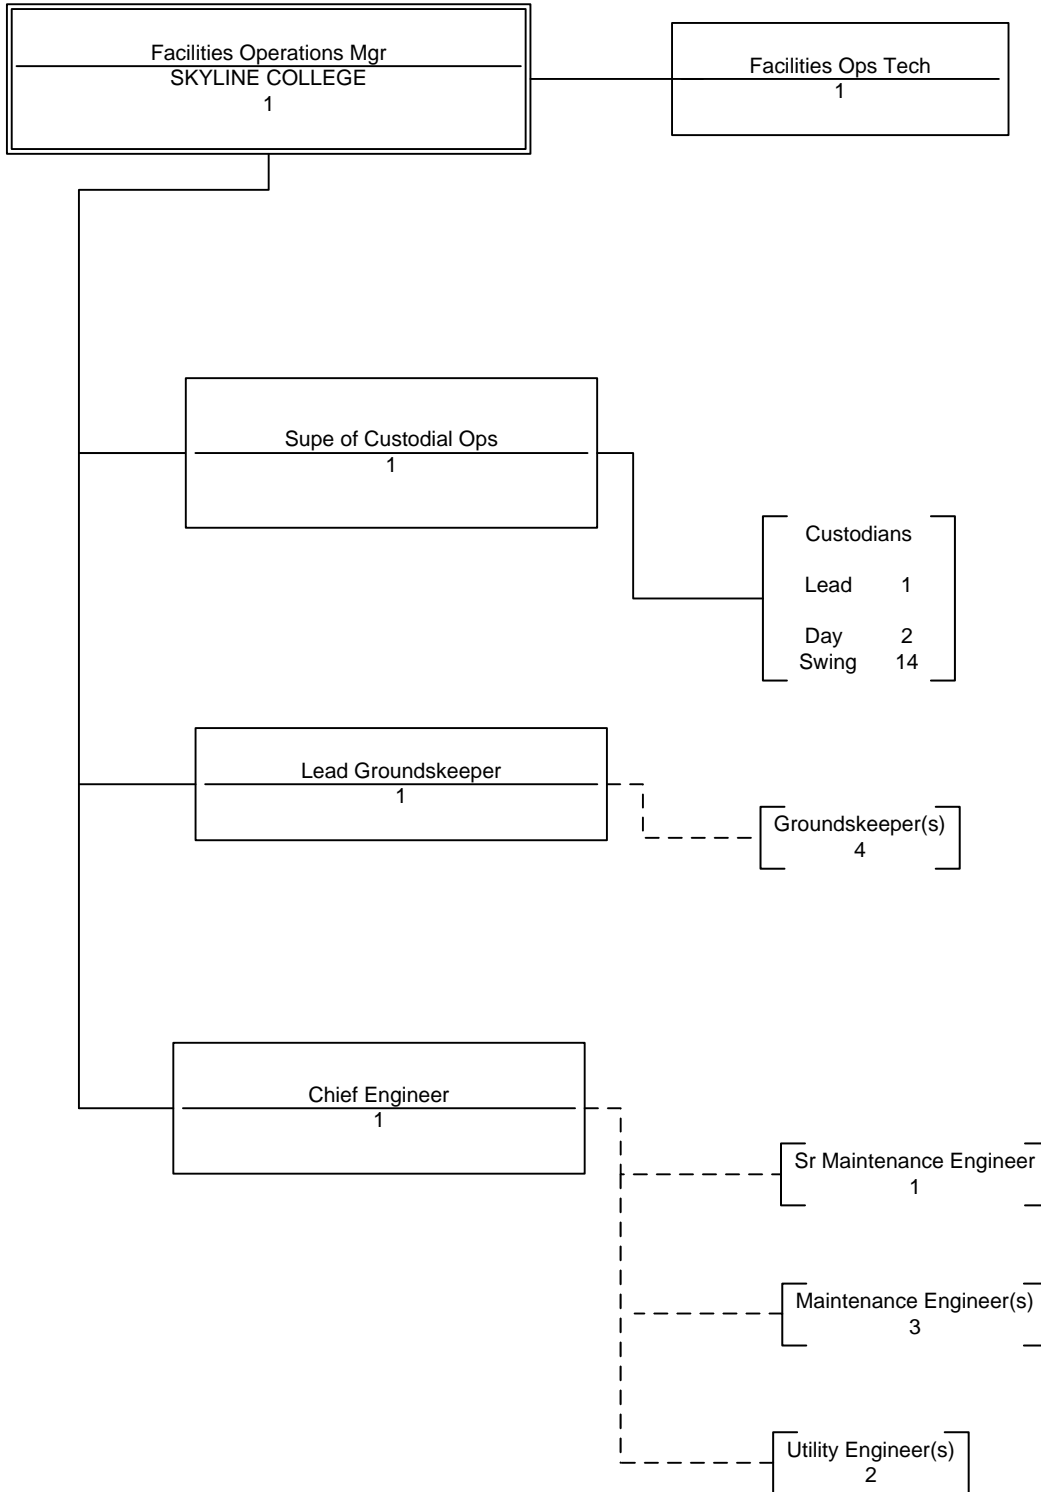 Facilities Operations Mgr
SKYLINE COLLEGE
1
Facilities Ops Tech
1
Supe of Custodial Ops
1
Custodians
Lead 1
Day 2
Swing 14
Lead Groundskeeper
1
Groundskeeper(s)
4
Chief Engineer
1
Sr Maintenance Engineer
1
Maintenance Engineer(s)
3
Utility Engineer(s)
2